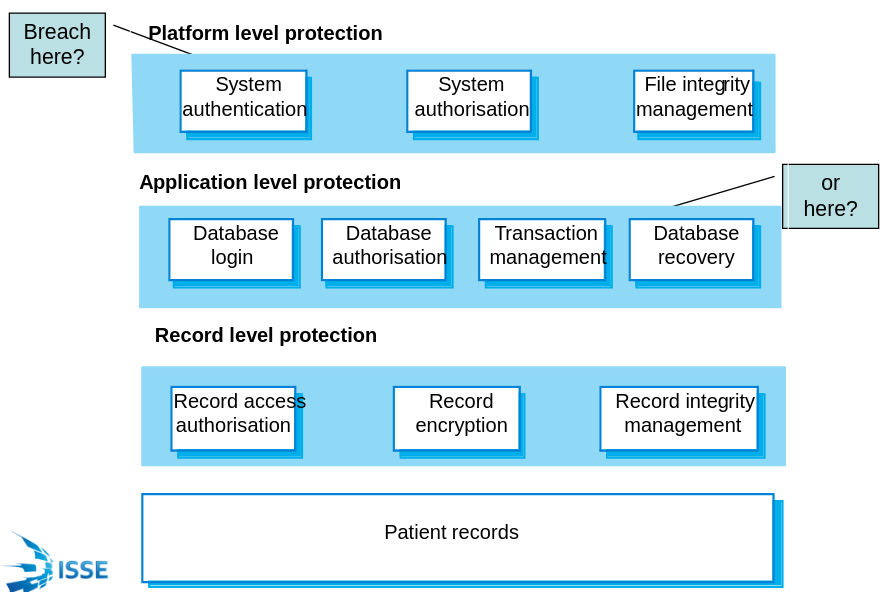 Breach
here?
Platform level protection
System
authentication
System
authorisation
File integrity
management
Application level protection
or
here?
Database
login
Database
authorisation
Transaction
management
Database
recovery
Record level protection
Record access
authorisation
Record
encryption
Record integrity
management
Patient records
ISSE